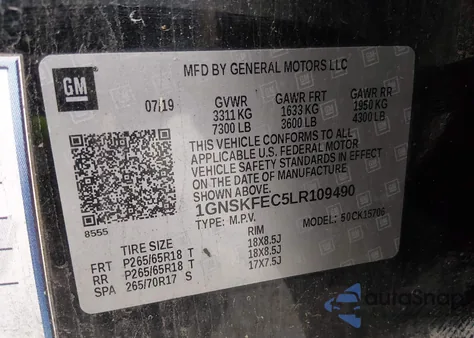 GM
MFD BY GENERAL MOTORS LLC
07/19
GVWR GAWR FRT GAWR RR
3311 KG 1633 KG 1950 KG
7300 LB 3600 LB 4300 LB
THIS VEHICLE CONFORMS TO ALL
APPLICABLE U.S. FEDERAL MOTOR
VEHICLE SAFETY STANDARDS IN EFFECT
ON THE DATE OF MANUFACTURE
SHOWN ABOVE.
1GNSKFEC5LR109490
8555
TYPE: M.P.V. MODEL: 50CK15706
TIRE SIZE RIM
FRT P265/65R18 T 18X8.5J
RR P265/65R18 T 18X8.5J
SPA 265/70R17 S 17X7.5J
autoSnap